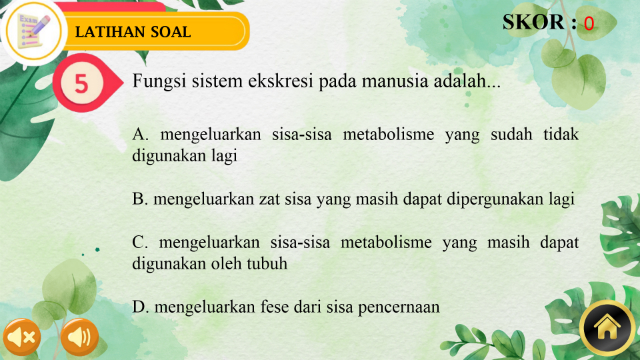 LATIHAN SOAL
SKOR : 0
5
Fungsi sistem ekskresi pada manusia adalah...
A. mengeluarkan sisa-sisa metabolisme yang sudah tidak
digunakan lagi
B. mengeluarkan zat sisa yang masih dapat dipergunakan lagi
C. mengeluarkan sisa-sisa metabolisme yang masih dapat
digunakan oleh tubuh
D. mengeluarkan fese dari sisa pencernaan